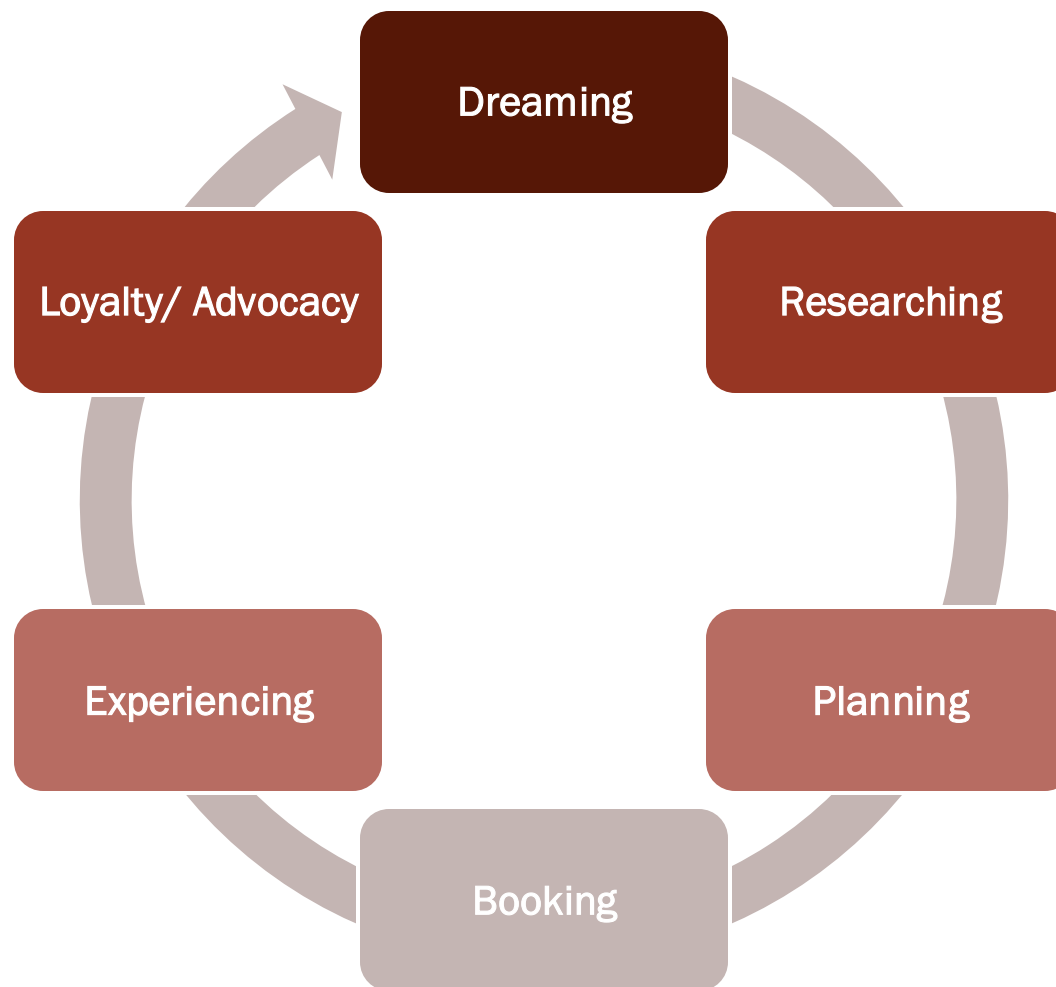 Dreaming
Researching
Planning
Booking
Experiencing
Loyalty/ Advocacy